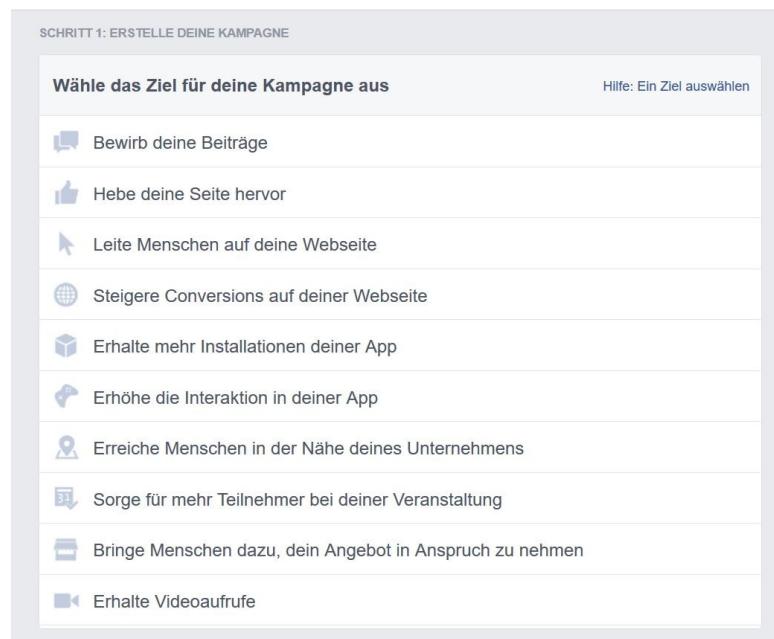 SCHRITT 1: ERSTELLE DEINE KAMPAGNE
Wähle das Ziel für deine Kampagne aus
Hilfe: Ein Ziel auswählen
Bewirb deine Beiträge
Hebe deine Seite hervor
Leite Menschen auf deine Webseite
Steigere Conversions auf deiner Webseite
Erhalte mehr Installationen deiner App
Erhöhe die Interaktion in deiner App
Erreiche Menschen in der Nähe deines Unternehmens
31
Sorge für mehr Teilnehmer bei deiner Veranstaltung
Bringe Menschen dazu, dein Angebot in Anspruch zu nehmen
Erhalte Videoaufrufe